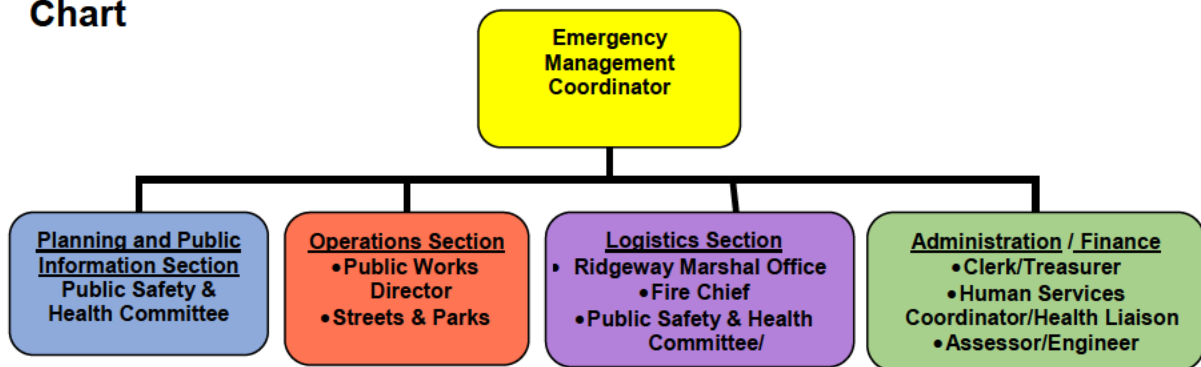 Chart
Emergency
Management
Coordinator
Planning and Public
Information Section
Public Safety &
Health Committee
Operations Section
•Public Works
Director
•Streets & Parks
Logistics Section
• Ridgeway Marshal Office
•Fire Chief
•Public Safety & Health
Committee/
Administration / Finance
•Clerk/Treasurer
•Human Services
Coordinator/Health Liaison
•Assessor/Engineer